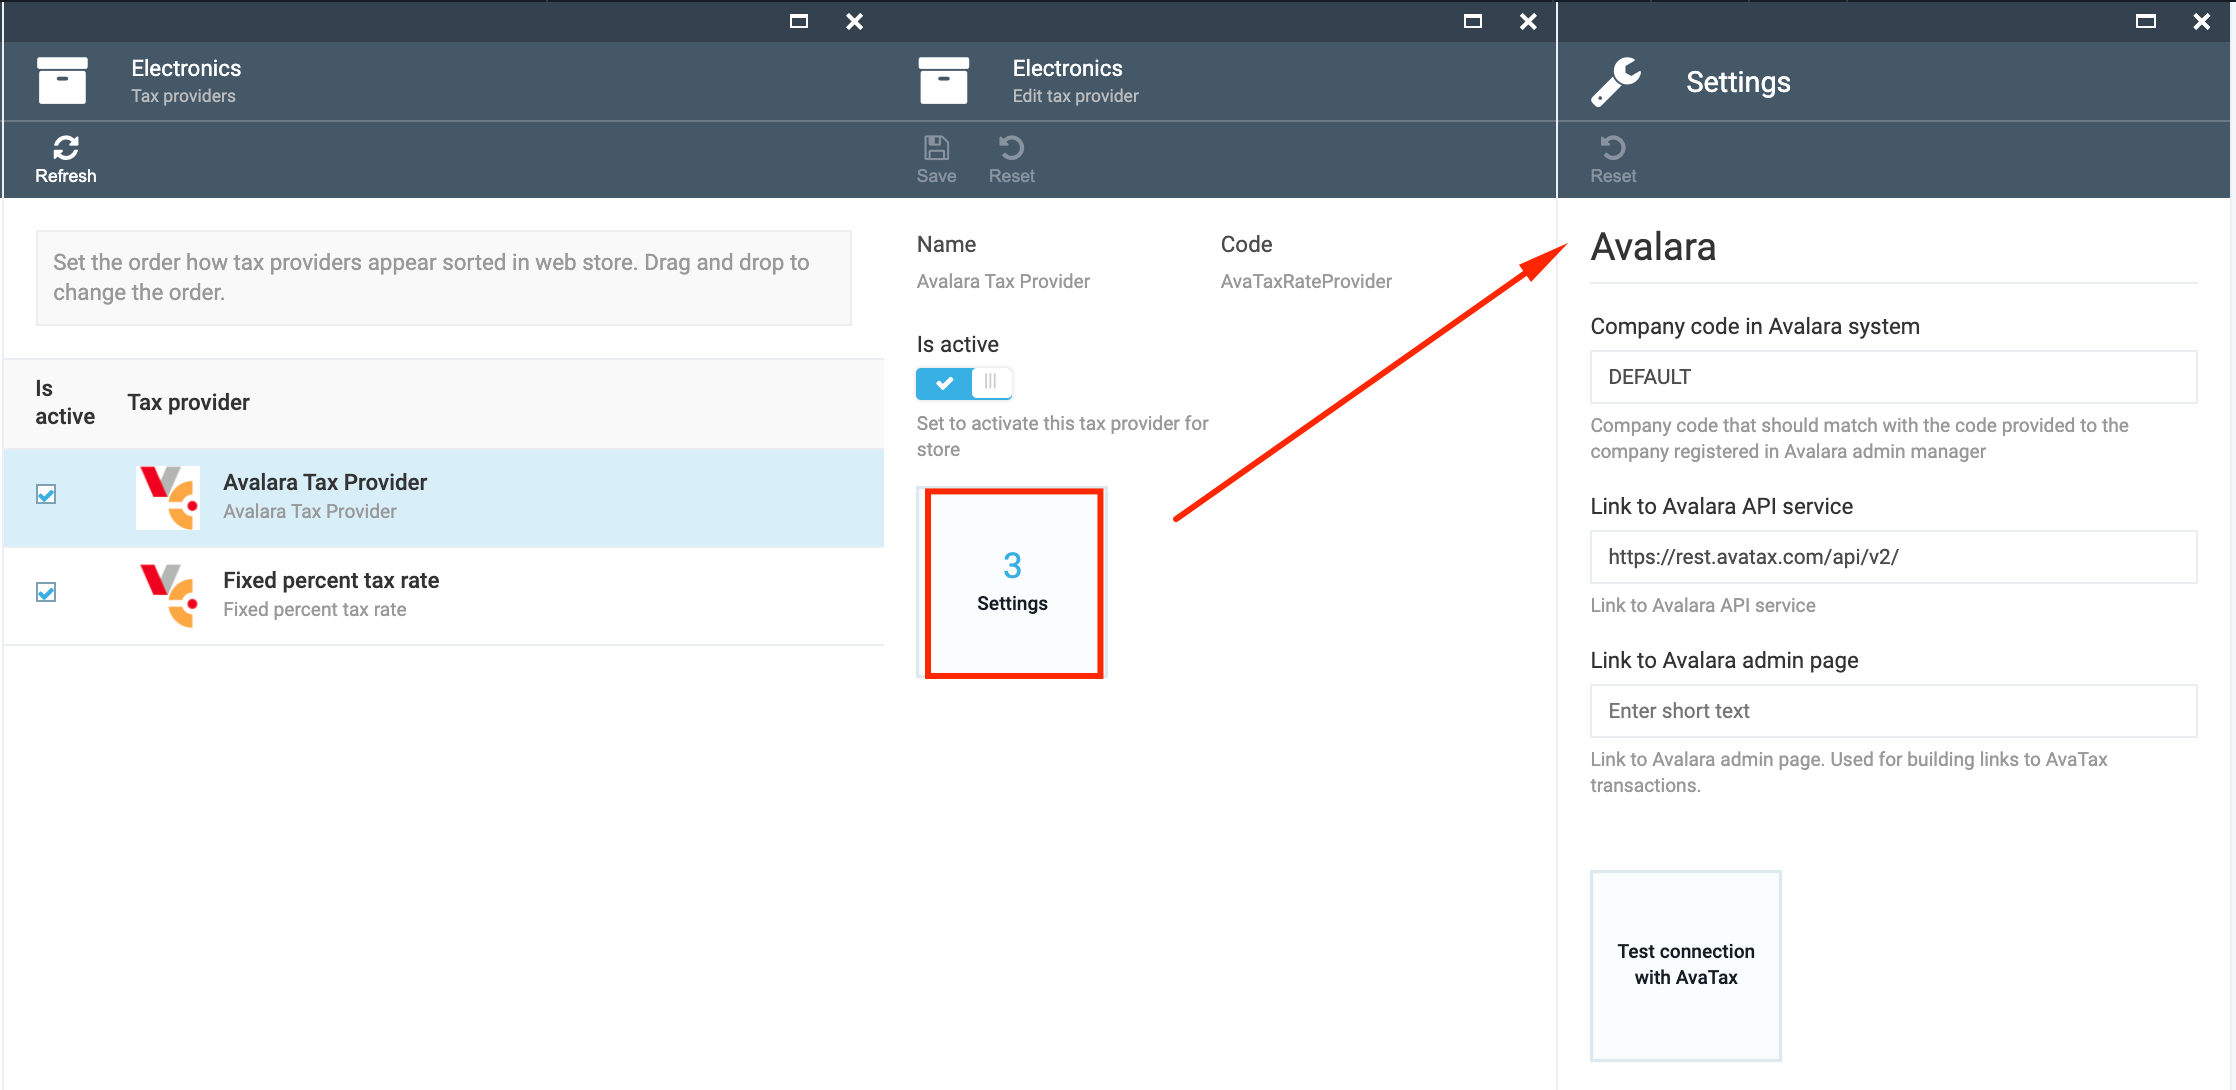 Electronics
Tax providers
Refresh
Set the order how tax providers appear sorted in web store. Drag and drop to
change the order.
Is
active
Tax provider
Avalara Tax Provider
Avalara Tax Provider
Fixed percent tax rate
Fixed percent tax rate
Electronics
Edit tax provider
Save
Reset
Name
Code
Avalara Tax Provider
AvaTaxRateProvider
Is active
Set to activate this tax provider for
store
3
Settings
Settings
Reset
Avalara
Company code in Avalara system
DEFAULT
Company code that should match with the code provided to the
company registered in Avalara admin manager
Link to Avalara API service
https://rest.avatax.com/api/v2/
Link to Avalara API service
Link to Avalara admin page
Enter short text
Link to Avalara admin page. Used for building links to AvaTax
transactions.
Test connection
with AvaTax